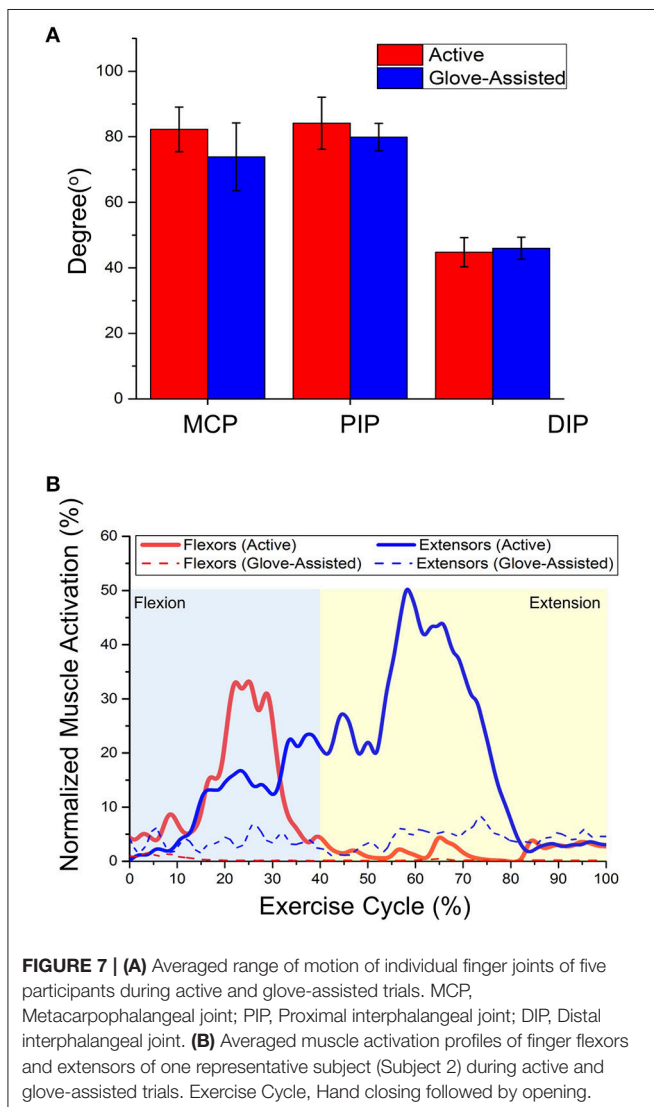 A
Active
Glove-Assisted
100
80
60
40
20
0
Degree(º)
MCP PIP DIP
B
60
50
40
30
20
10
0
Normalized Muscle Activation (%)
Flexors (Active) Extensors (Active)
Flexors (Glove-Assisted) Extensors (Glove-Assisted)
Flexion Extension
0 10 20 30 40 50 60 70 80 90 100
Exercise Cycle (%)
FIGURE 7 | (A) Averaged range of motion of individual finger joints of five
participants during active and glove-assisted trials. MCP,
Metacarpophalangeal joint; PIP, Proximal interphalangeal joint; DIP, Distal
interphalangeal joint. (B) Averaged muscle activation profiles of finger flexors
and extensors of one representative subject (Subject 2) during active and
glove-assisted trials. Exercise Cycle, Hand closing followed by opening.